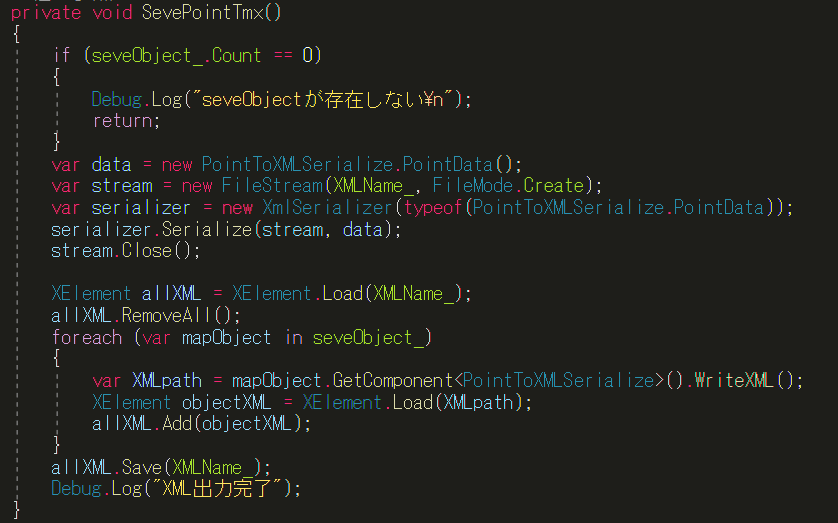 private void SevePointTmx()
{
if (seveObject_.Count == 0)
{
Debug.Log("seveObjectが存在しない¥n");
return;
}
var data = new PointToXMLSerialize.PointData();
var stream = new FileStream(XMLName_, FileMode.Create);
var serializer = new XmlSerializer(typeof(PointToXMLSerialize.PointData));
serializer.Serialize(stream, data);
stream.Close();
XElement allXML = XElement.Load(XMLName_);
allXML.RemoveAll();
foreach (var mapObject in seveObject_)
{
var XMLpath = mapObject.GetComponent<PointToXMLSerialize>().WriteXML();
XElement objectXML = XElement.Load(XMLpath);
allXML.Add(objectXML);
}
allXML.Save(XMLName_);
Debug.Log("XML出力完了");
}